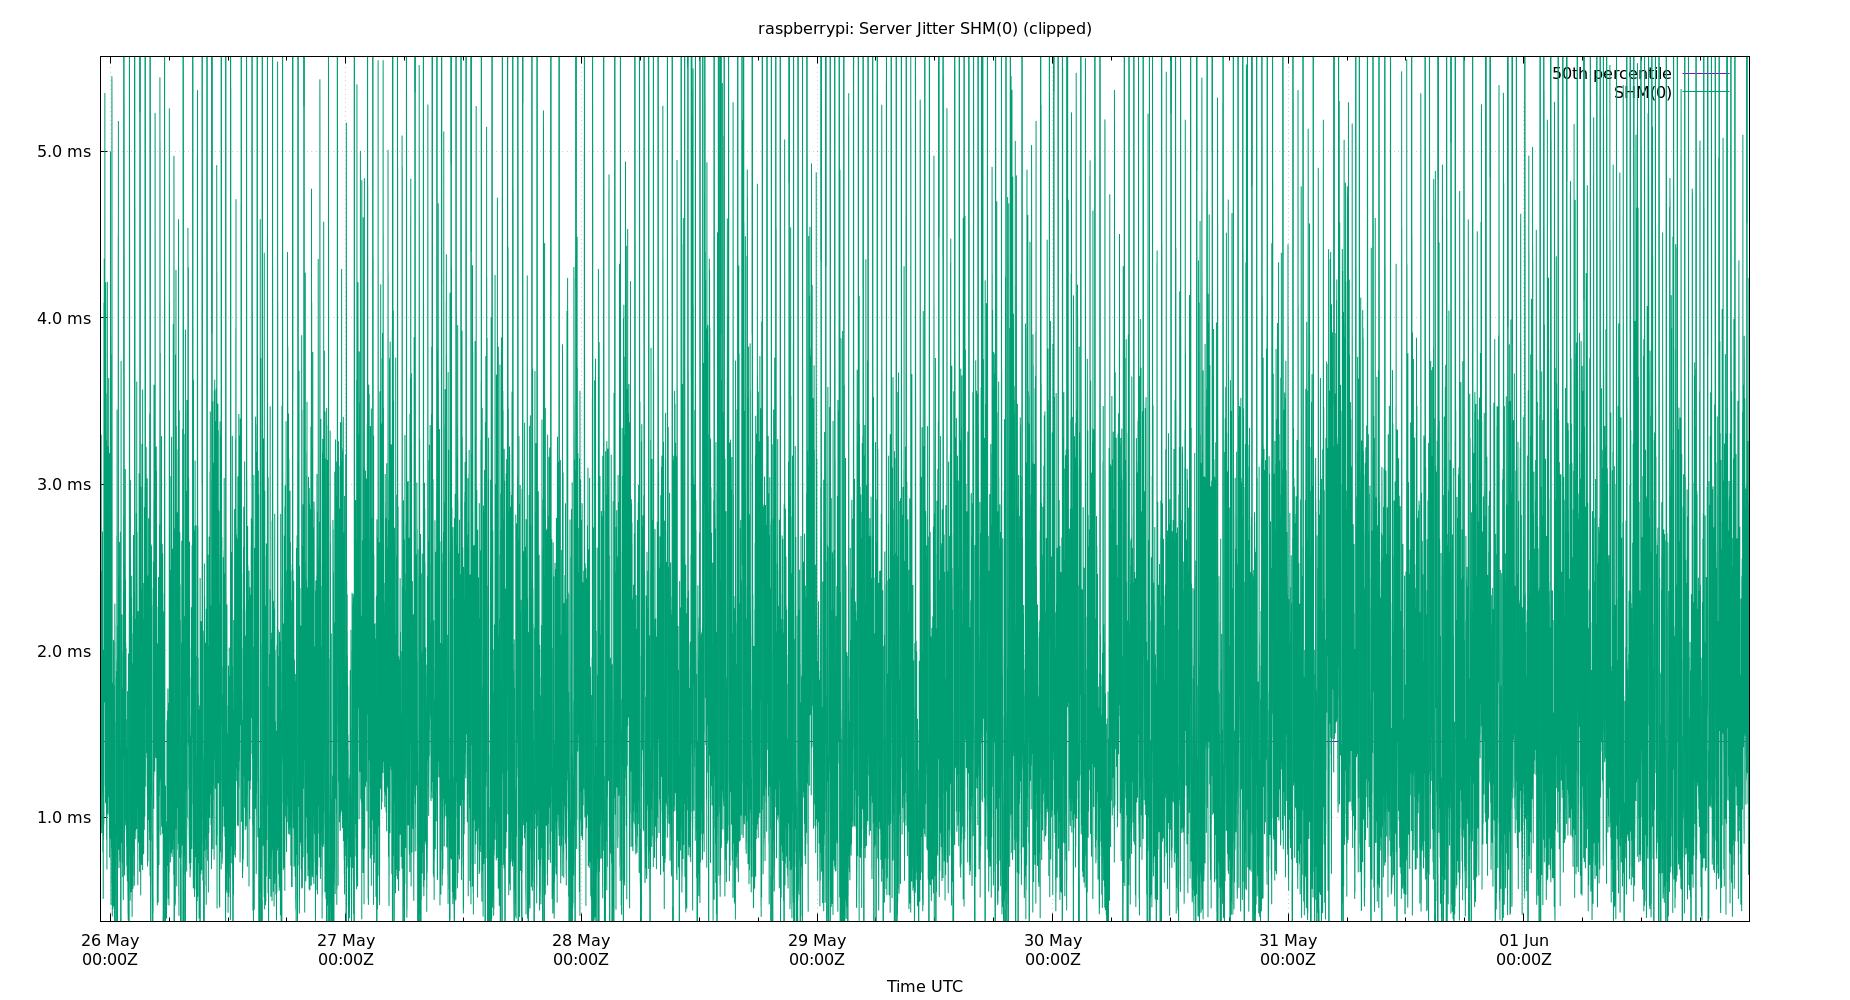 raspberrypi: Server Jitter SHM(0) (clipped)
50th percentile
SHM(0)
5.0 ms
4.0 ms
3.0 ms
2.0 ms
1.0 ms
26 May 27 May 28 May 29 May 30 May 31 May 01 Jun
00:00Z 00:00Z 00:00Z 00:00Z 00:00Z 00:00Z 00:00Z
Time UTC